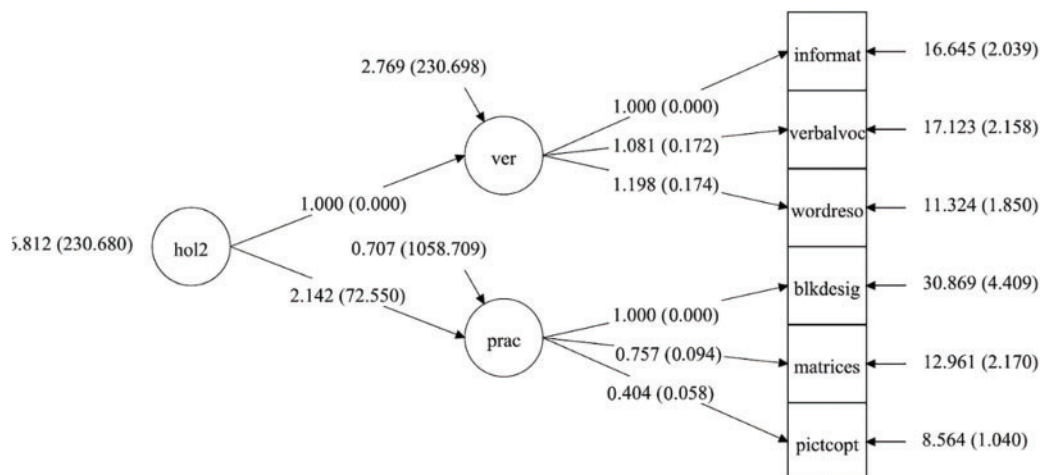 informat
16.645 (2.039)
2.769 (230.698)
1.000 (0.000)
verbalvoc
17.123 (2.158)
ver
1.081 (0.172)
1.198 (0.174)
wordreso
11.324 (1.850)
1.000 (0.000)
.812 (230.680)
hol2
0.707 (1058.709)
blkdesig
30.869 (4.409)
2.142 (72.550)
1.000 (0.000)
prac
0.757 (0.094)
matrices
12.961 (2.170)
0.404 (0.058)
pictcopt
8.564 (1.040)